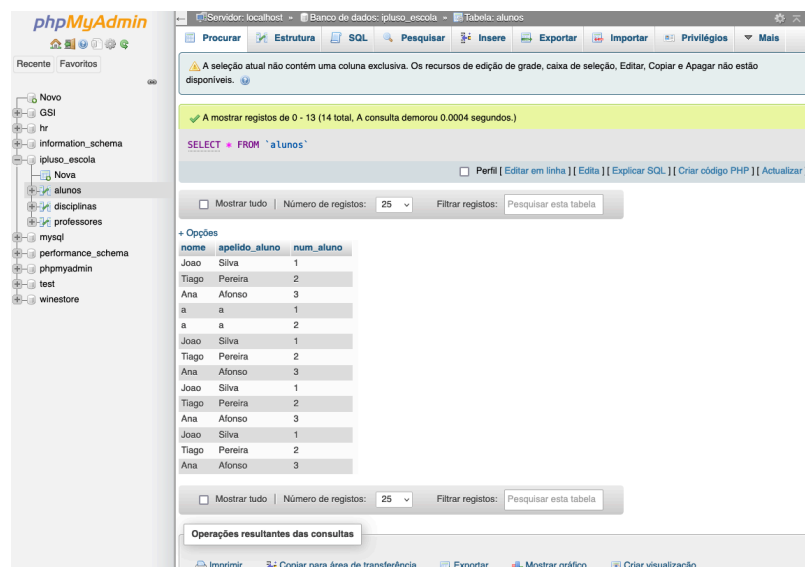 phpMyAdmin
Recente Favoritos
Novo
GSI
hr
information_schema
ipluso_escola
Nova
alunos
disciplinas
professores
mysql
performance_schema
phpmyadmin
test
winestore
Servidor: localhost » Banco de dados: ipluso_escola » Tabela: alunos
Procurar Estrutura SQL Pesquisar Insere Exportar Importar Privilégios Mais
A seleção atual não contém uma coluna exclusiva. Os recursos de edição de grade, caixa de seleção, Editar, Copiar e Apagar não estão
disponíveis.
A mostrar registos de 0 - 13 (14 total, A consulta demorou 0.0004 segundos.)
SELECT * FROM `alunos`
Perfil [ Editar em linha ] [ Edita ] [ Explicar SQL ] [ Criar código PHP ] [ Actualizar
Mostrar tudo | Número de registos: 25 Filtrar registos: Pesquisar esta tabela
+ Opções
nome apelido_aluno num_aluno
Joao Silva 1
Tiago Pereira 2
Ana Afonso 3
a a 1
a a 2
Joao Silva 1
Tiago Pereira 2
Ana Afonso 3
Joao Silva 1
Tiago Pereira 2
Ana Afonso 3
Joao Silva 1
Tiago Pereira 2
Ana Afonso 3
Mostrar tudo | Número de registos: 25 Filtrar registos: Pesquisar esta tabela
Operações resultantes das consultas
Imprimir Copiar para área de transferência Exportar Mostrar gráfico Criar visualização